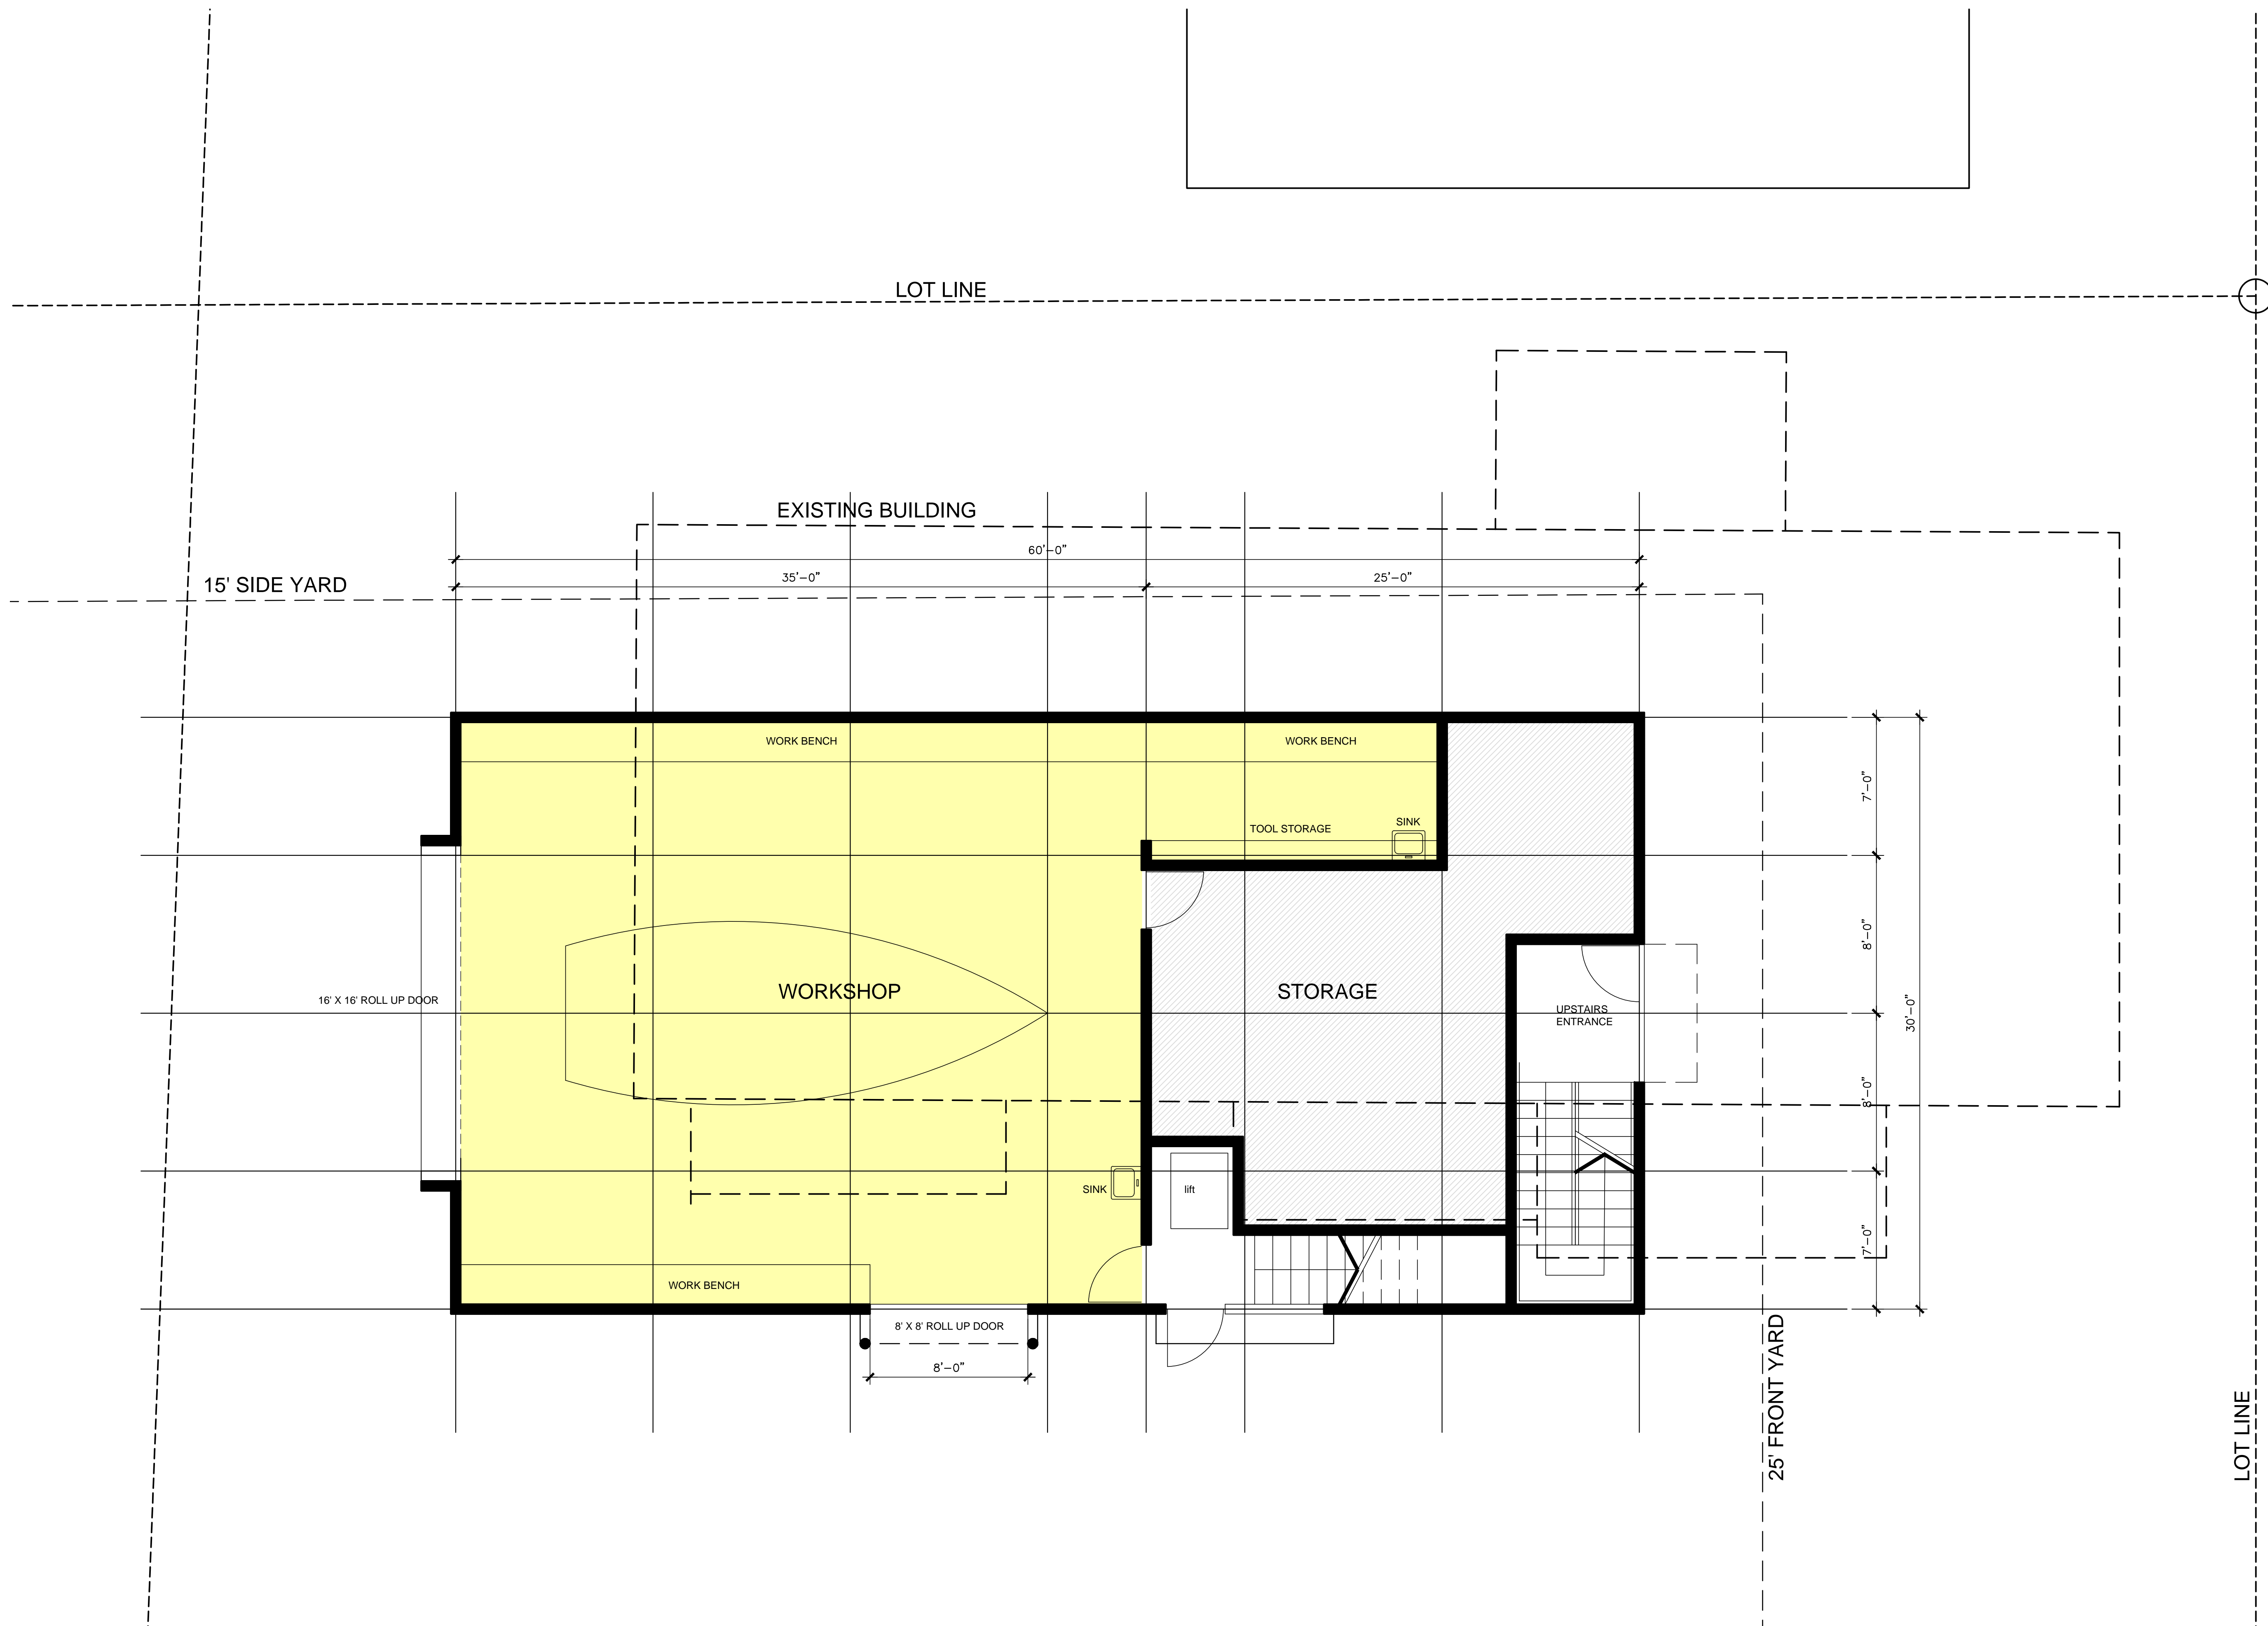 LOT LINE
EXISTING BUILDING
60'-0"
35'-0"
25'-0"
15' SIDE YARD
WORK BENCH
WORK BENCH
7'-0"
TOOL STORAGE
SINK
8'-0"
WORKSHOP
STORAGE
16' X 16' ROLL UP DOOR
UPSTAIRS
ENTRANCE
30'-0"
8'-0"
SINK
lift
7'-0"
WORK BENCH
8' X 8' ROLL UP DOOR
8'-0"
25' FRONT YARD
LOT LINE